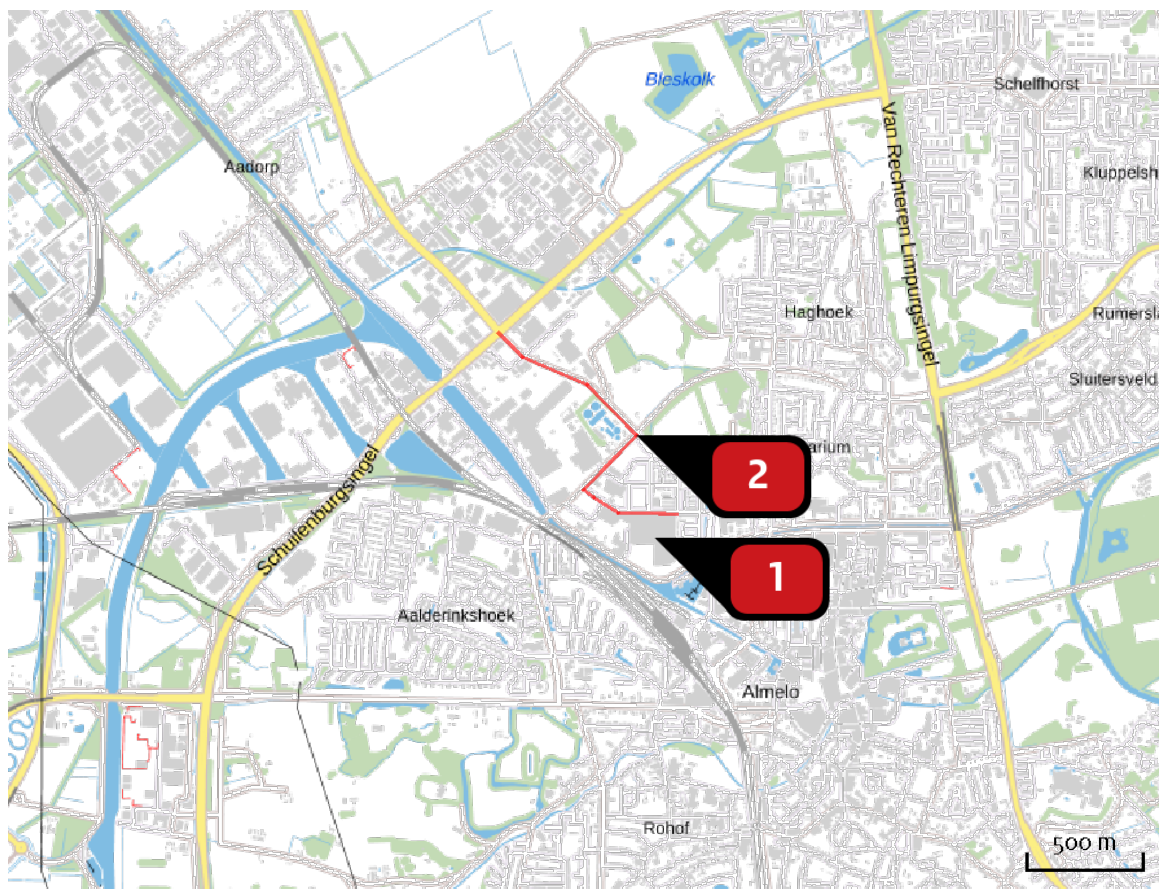 Bleskolk
Schelfhorst
Aadorp
Van Rechteren Limpurgsingel
Kluppelsh
Haghoek
Rumersla
Sluitersveld
arium
2
Schuilenburgsingel
1
Aalderinkshoek
Almelo
Rohof
500 m